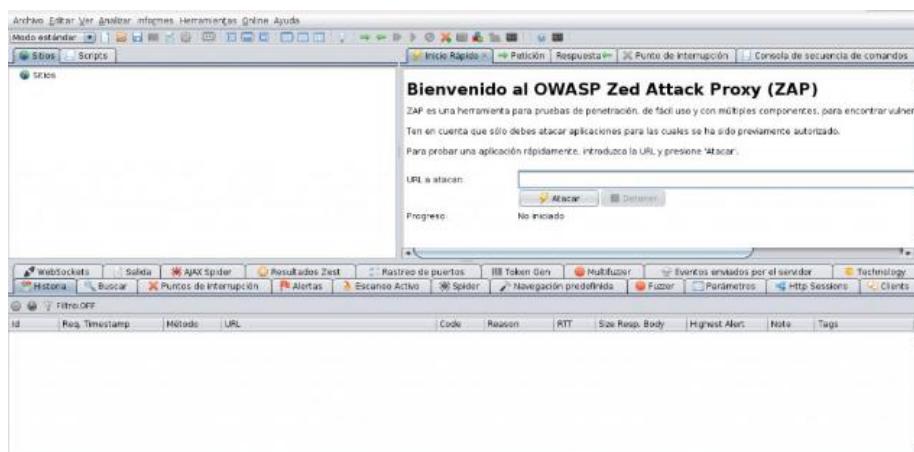 Archivo Editar Ver Analizar Informes Herramientas Online Ayuda
Modo estándar
Sitios Scripts
Inicio Rápido Petición Respuesta Punto de interrupción Consola de secuencia de comandos
Sitios
Bienvenido al OWASP Zed Attack Proxy (ZAP)
ZAP es una herramienta para pruebas de penetración, de fácil uso y con múltiples componentes, para encontrar vulner
Ten en cuenta que sólo debes atacar aplicaciones para las cuales se ha sido previamente autorizado.
Para probar una aplicación rápidamente, introduzca la URL y presione 'Atacar'.
URL a atacar:
Atacar Detener
Progreso: No iniciado
WebSockets Salida AJAX Spider Resultados Zest Rastreo de puertos Token Gen Multifuzzer Eventos enviados por el servidor Technology
Historia Buscar Puntos de interrupción Alertas Escaneo Activo Spider Navegación predefinida Fuzzer Parámetros Http Sessions Clients
Filtro:OFF
Id Req. Timestamp Método URL Code Reason RTT Size Resp. Body Highest Alert Note Tags